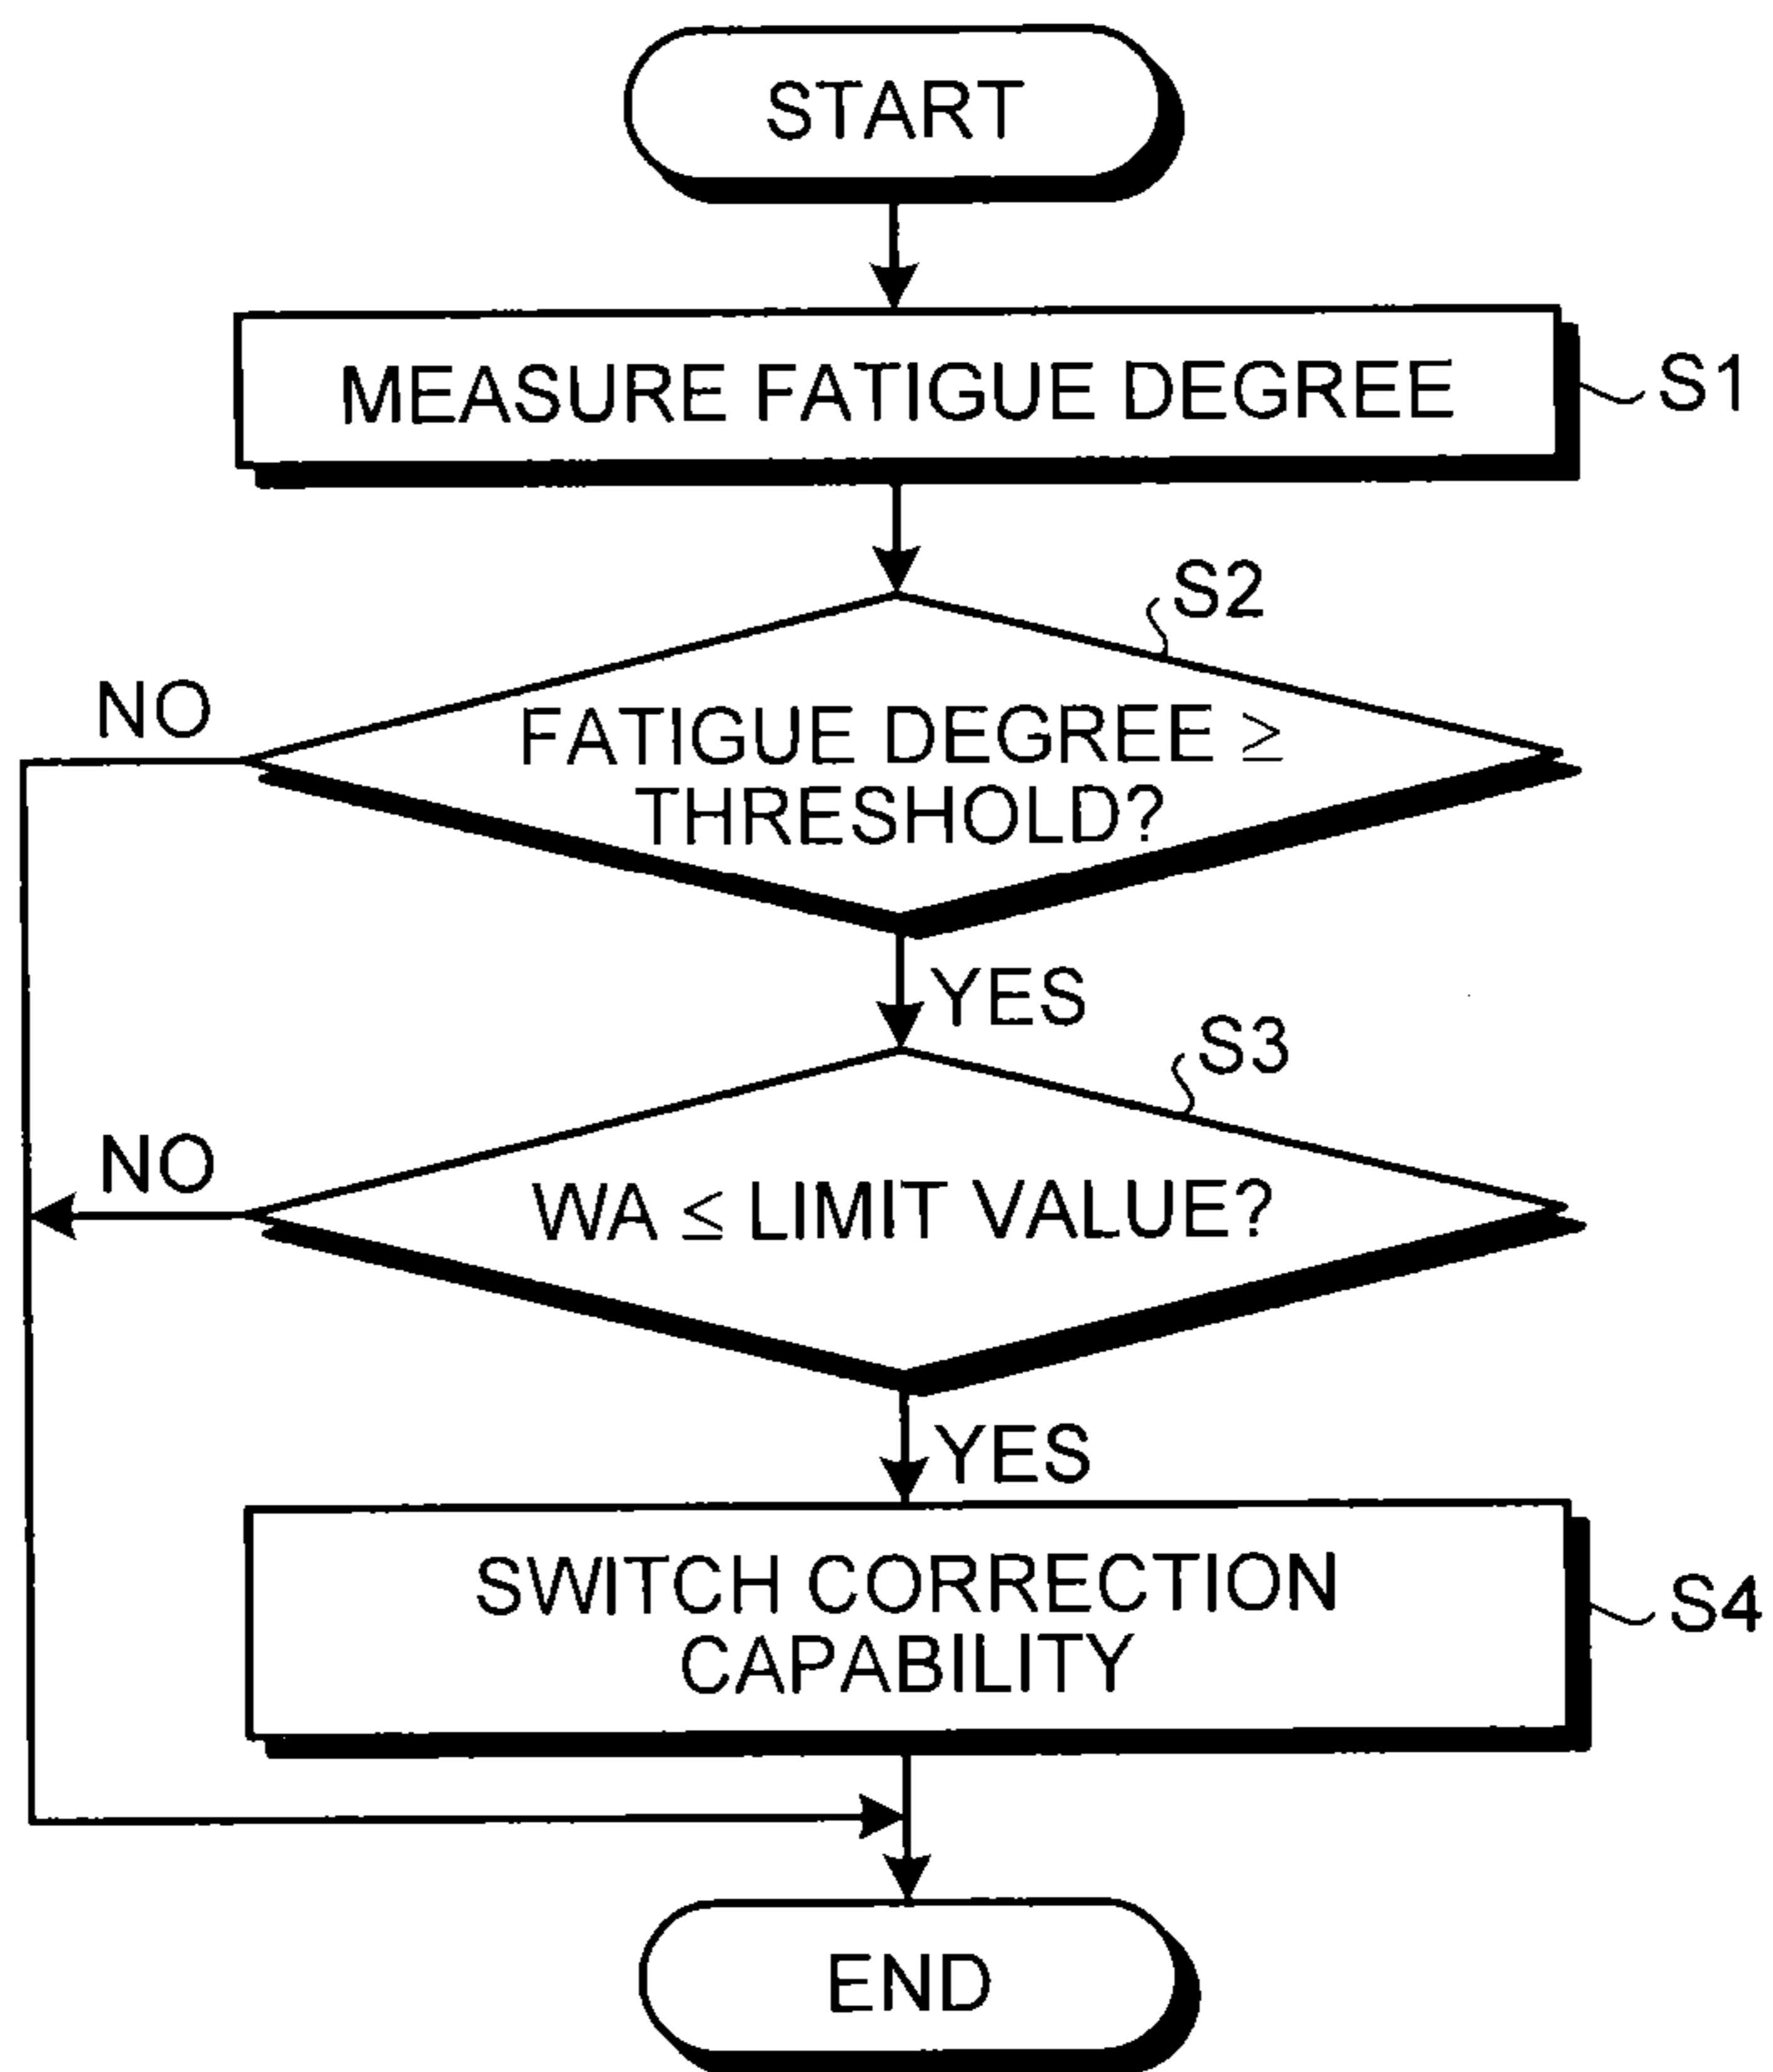 START
MEASURE FATIGUE DEGREE
S1
S2
NO
FATIGUE DEGREE ≥
THRESHOLD?
YES
S3
NO
WA ≤ LIMIT VALUE?
YES
SWITCH CORRECTION
CAPABILITY
S4
END